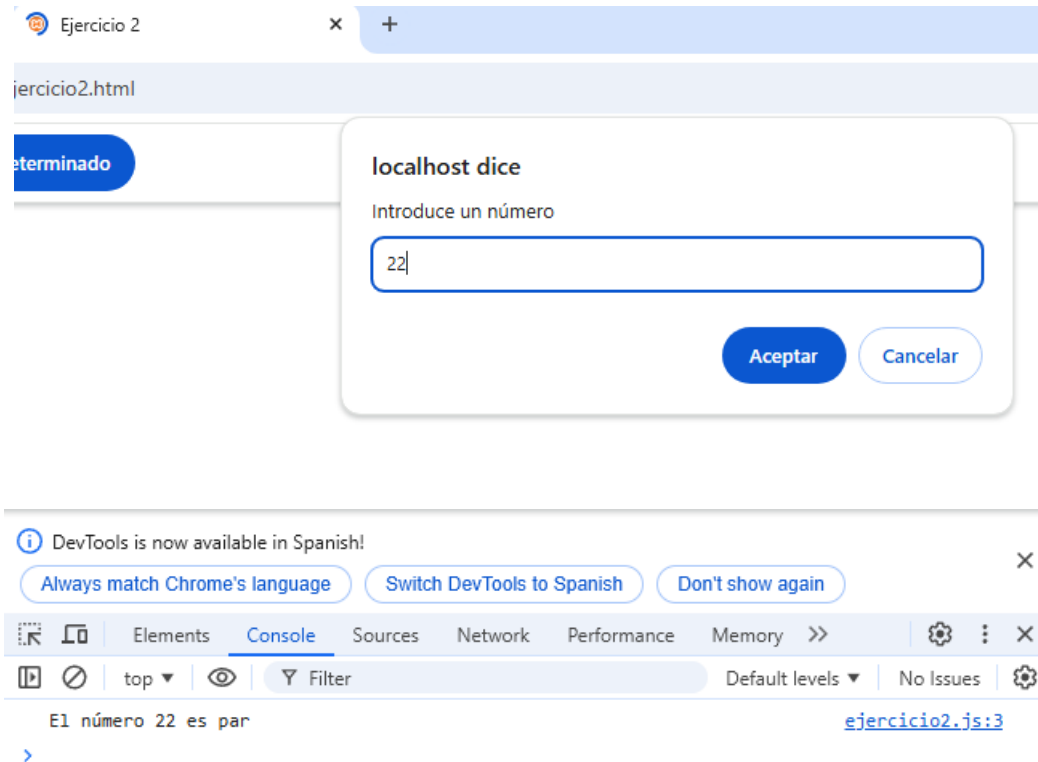 Ejercicio 2
jercicio2.html
eterminado
localhost dice
Introduce un número
22
Aceptar Cancelar
DevTools is now available in Spanish!
Always match Chrome's language Switch DevTools to Spanish Don't show again
Elements Console Sources Network Performance Memory
top Filter Default levels No Issues
El número 22 es par ejercicio2.js:3